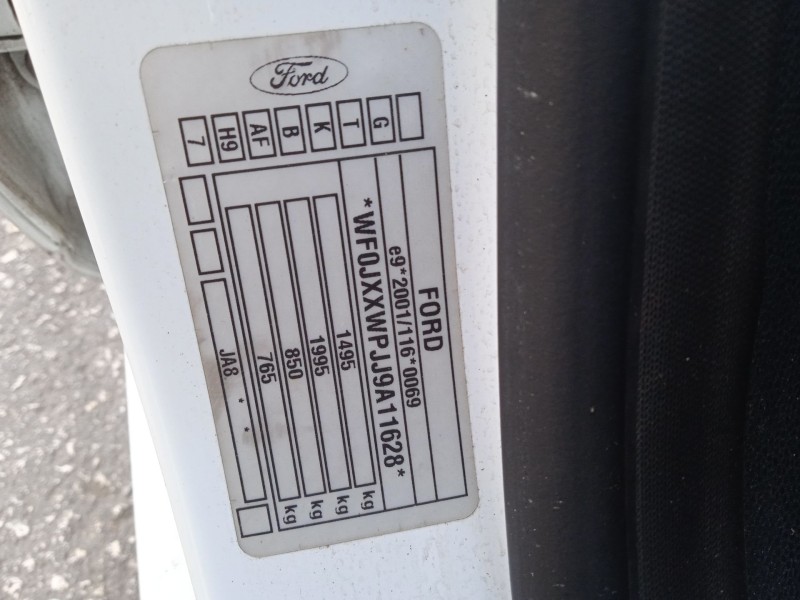 Ford
7 H9 AF B K T G
FORD
e9*2001/116*0069
*WF0JXXWPJJ9A11628*
1495 kg
1995 kg
850 kg
765 kg
JA8 * *